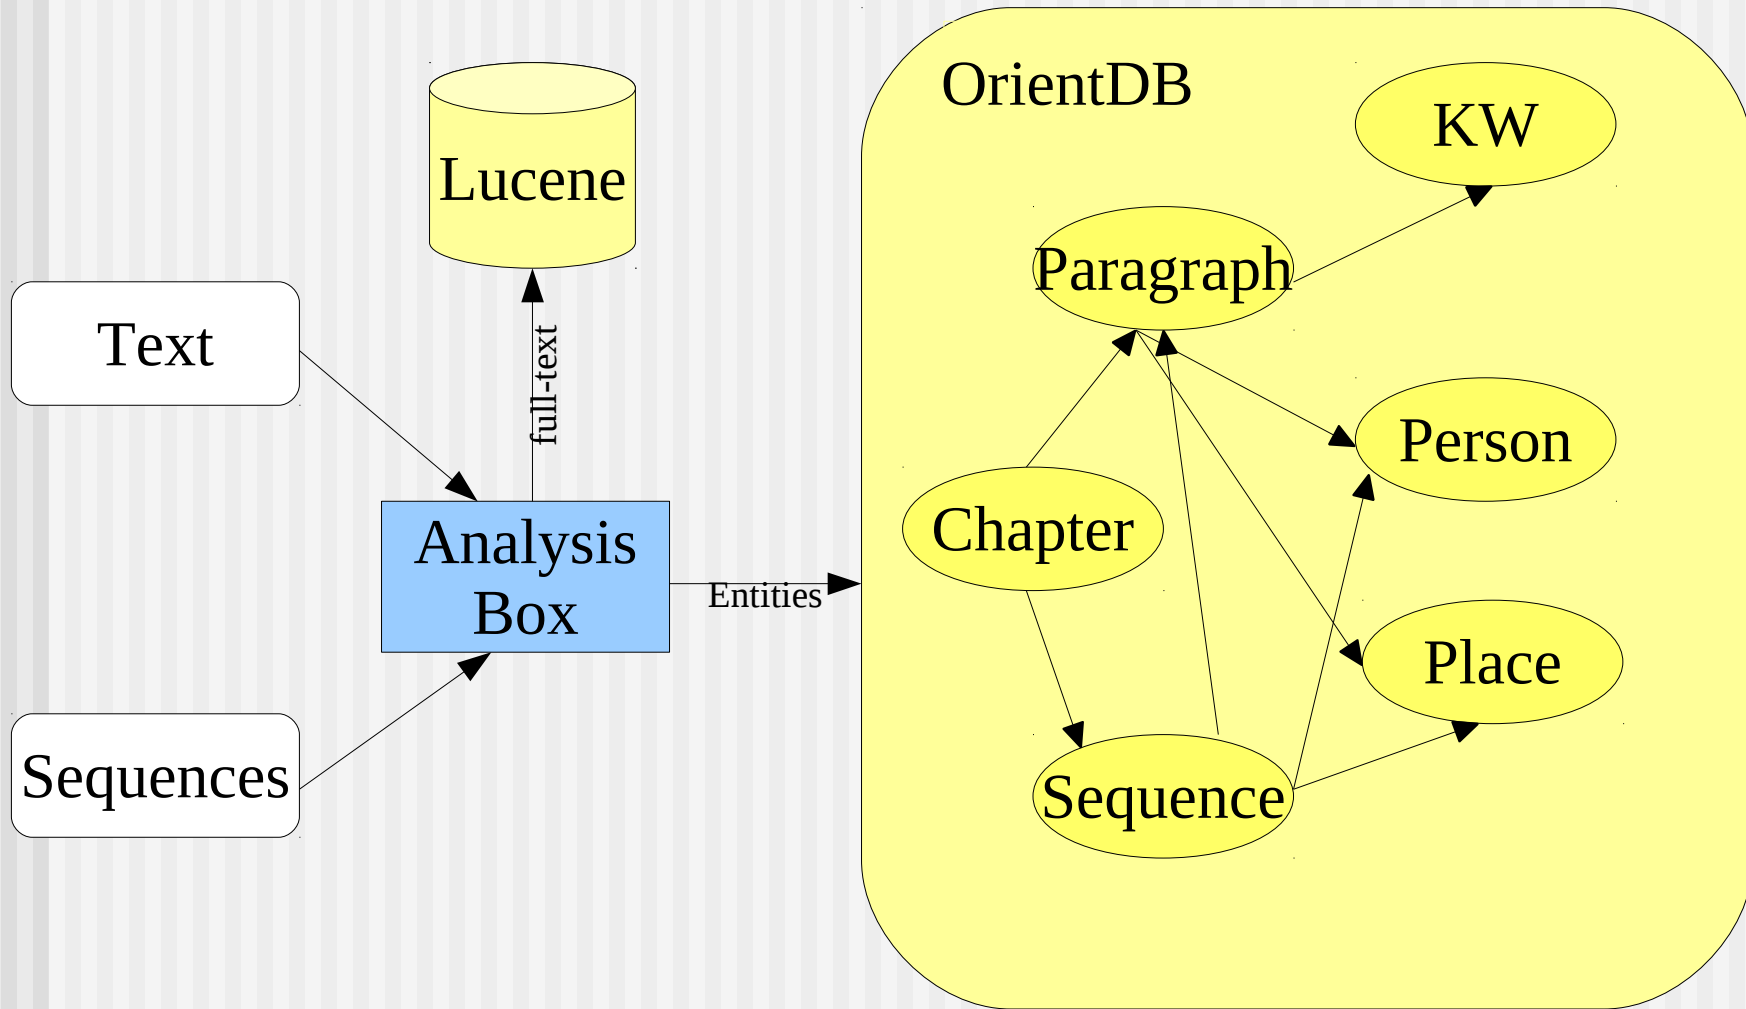 OrientDB
KW
Lucene
Paragraph
Text
full-text
Person
Chapter
Analysis
Box
Entities
Place
Sequences
Sequence